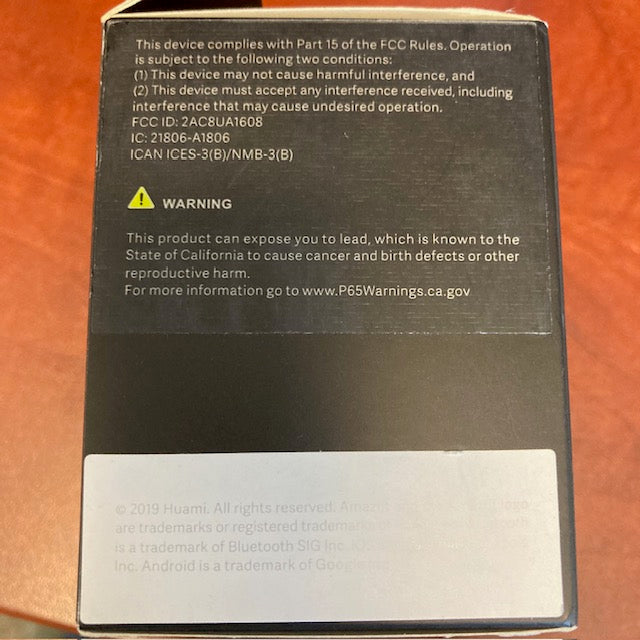 This device complies with Part 15 of the FCC Rules. Operation
is subject to the following two conditions:
(1) This device may not cause harmful interference, and
(2) This device must accept any interference received, including
interference that may cause undesired operation.
FCC ID: 2AC8UA1608
IC: 21806-A1806
ICAN ICES-3(B)/NMB-3(B)
WARNING
This product can expose you to lead, which is known to the
State of California to cause cancer and birth defects or other
reproductive harm.
For more information go to www.P65Warnings.ca.gov
© 2019 Huami. All rights reserved. Amazfit and logo
are trademarks or registered trademarks
is a trademark of Bluetooth SIG Inc. iOS
Inc. Android is a trademark of Google